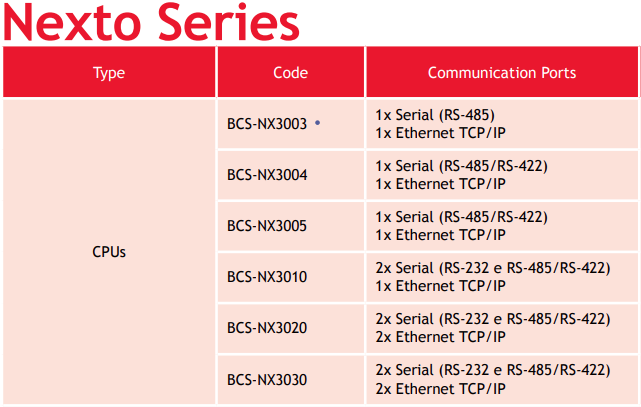 Nexto Series
Type Code Communication Ports
CPUs
BCS-NX3003 1x Serial (RS-485)
1x Ethernet TCP/IP
BCS-NX3004 1x Serial (RS-485/RS-422)
1x Ethernet TCP/IP
BCS-NX3005 1x Serial (RS-485/RS-422)
1x Ethernet TCP/IP
BCS-NX3010 2x Serial (RS-232 e RS-485/RS-422)
1x Ethernet TCP/IP
BCS-NX3020 2x Serial (RS-232 e RS-485/RS-422)
2x Ethernet TCP/IP
BCS-NX3030 2x Serial (RS-232 e RS-485/RS-422)
2x Ethernet TCP/IP